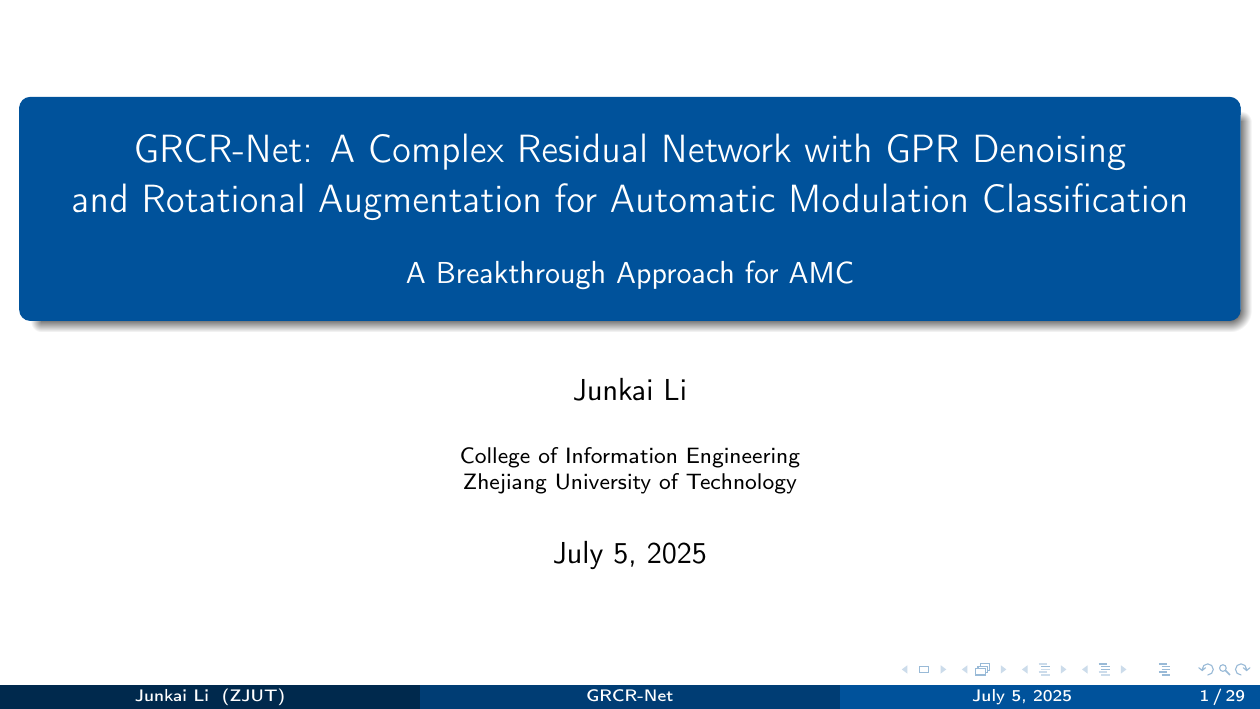 GRCR-Net: A Complex Residual Network with GPR Denoising
and Rotational Augmentation for Automatic Modulation Classification
A Breakthrough Approach for AMC
Junkai Li
College of Information Engineering
Zhejiang University of Technology
July 5, 2025
Junkai Li (ZJUT)
GRCR-Net
July 5, 2025
1 / 29